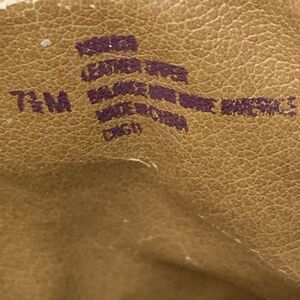 7½M
LEATHER UPPER
BALANCE MAN MADE MATERIALS
MADE IN CHINA